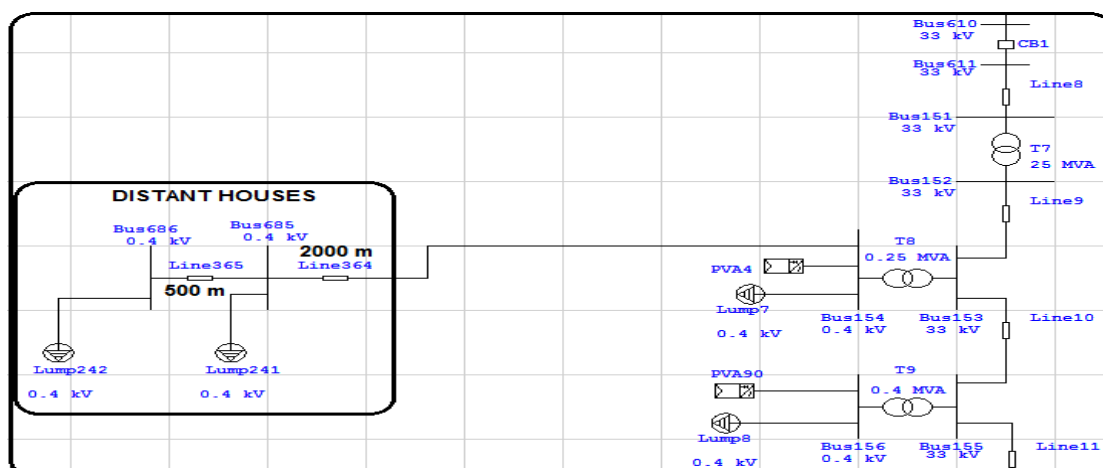 Bus610
33 kV
CB1
Bus611
33 kV
Line8
Bus151
33 kV
T7
25 MVA
Bus152
33 kV
Line9
DISTANT HOUSES
Bus686
0.4 kV
Bus685
0.4 kV
2000 m
Line365
Line364
500 m
Lump242
0.4 kV
Lump241
0.4 kV
T8
0.25 MVA
PVA4
Lump7
0.4 kV
Bus154
0.4 kV
Bus153
33 kV
Line10
PVA90
T9
0.4 MVA
Lump8
0.4 kV
Bus156
0.4 kV
Bus155
33 kV
Line11